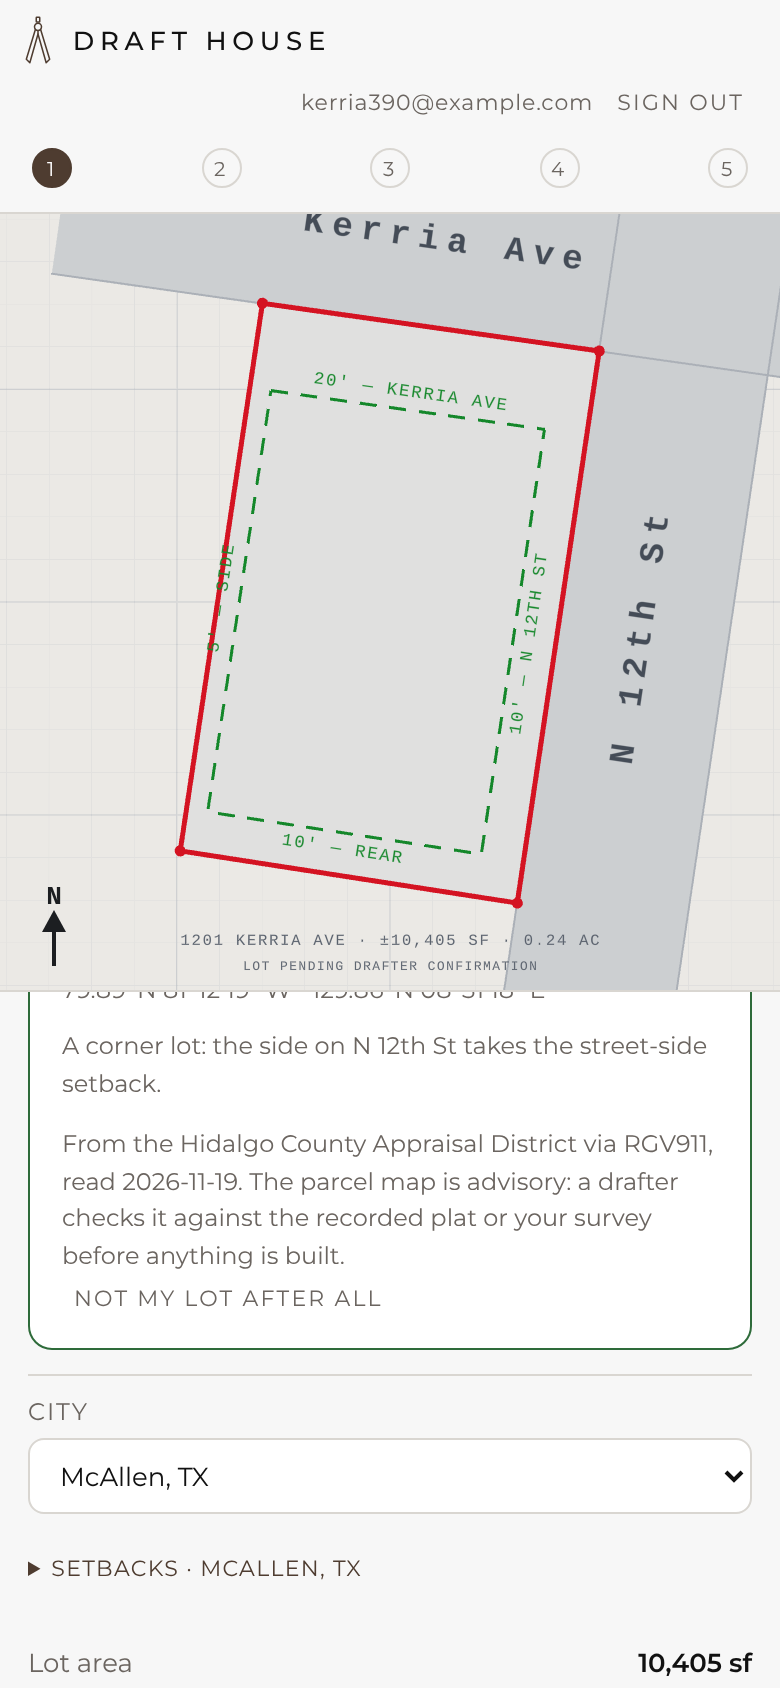 DRAFT HOUSE
kerria390@example.com SIGN OUT
1 2 3 4 5
Kerria Ave
20' — KERRIA AVE
— SIDE
10' — N 12TH ST
N 12th St
10' — REAR
N
1201 KERRIA AVE · ±10,405 SF · 0.24 AC
LOT PENDING DRAFTER CONFIRMATION
A corner lot: the side on N 12th St takes the street-side
setback.
From the Hidalgo County Appraisal District via RGV911,
read 2026-11-19. The parcel map is advisory: a drafter
checks it against the recorded plat or your survey
before anything is built.
NOT MY LOT AFTER ALL
CITY
McAllen, TX
SETBACKS · MCALLEN, TX
Lot area 10,405 sf